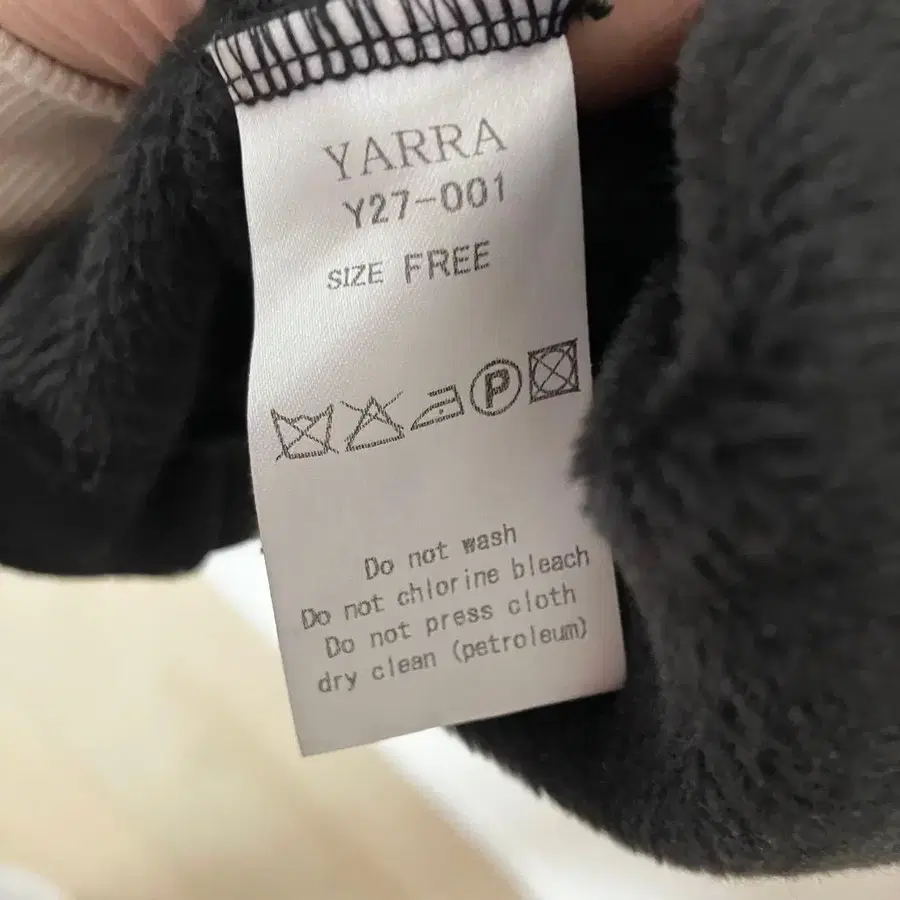 YARRA
Y27-001
SIZE FREE
P
Do not wash
Do not chlorine bleach
Do not press cloth
dry clean (petroleum)